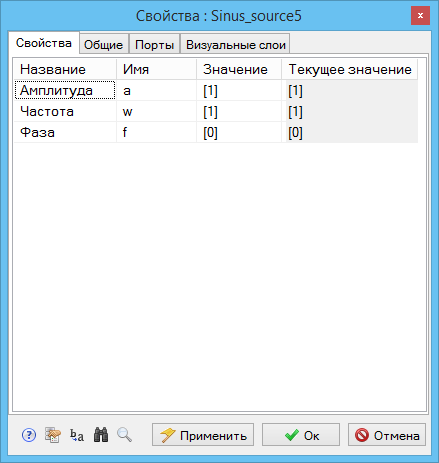 Свойства : Sinus_source5
x
Свойства Общие Порты Визуальные слои
Название Имя Значение Текущее значение
Амплитуда a [1] [1]
Частота w [1] [1]
Фаза f [0] [0]
? b a Применить Ок Отмена